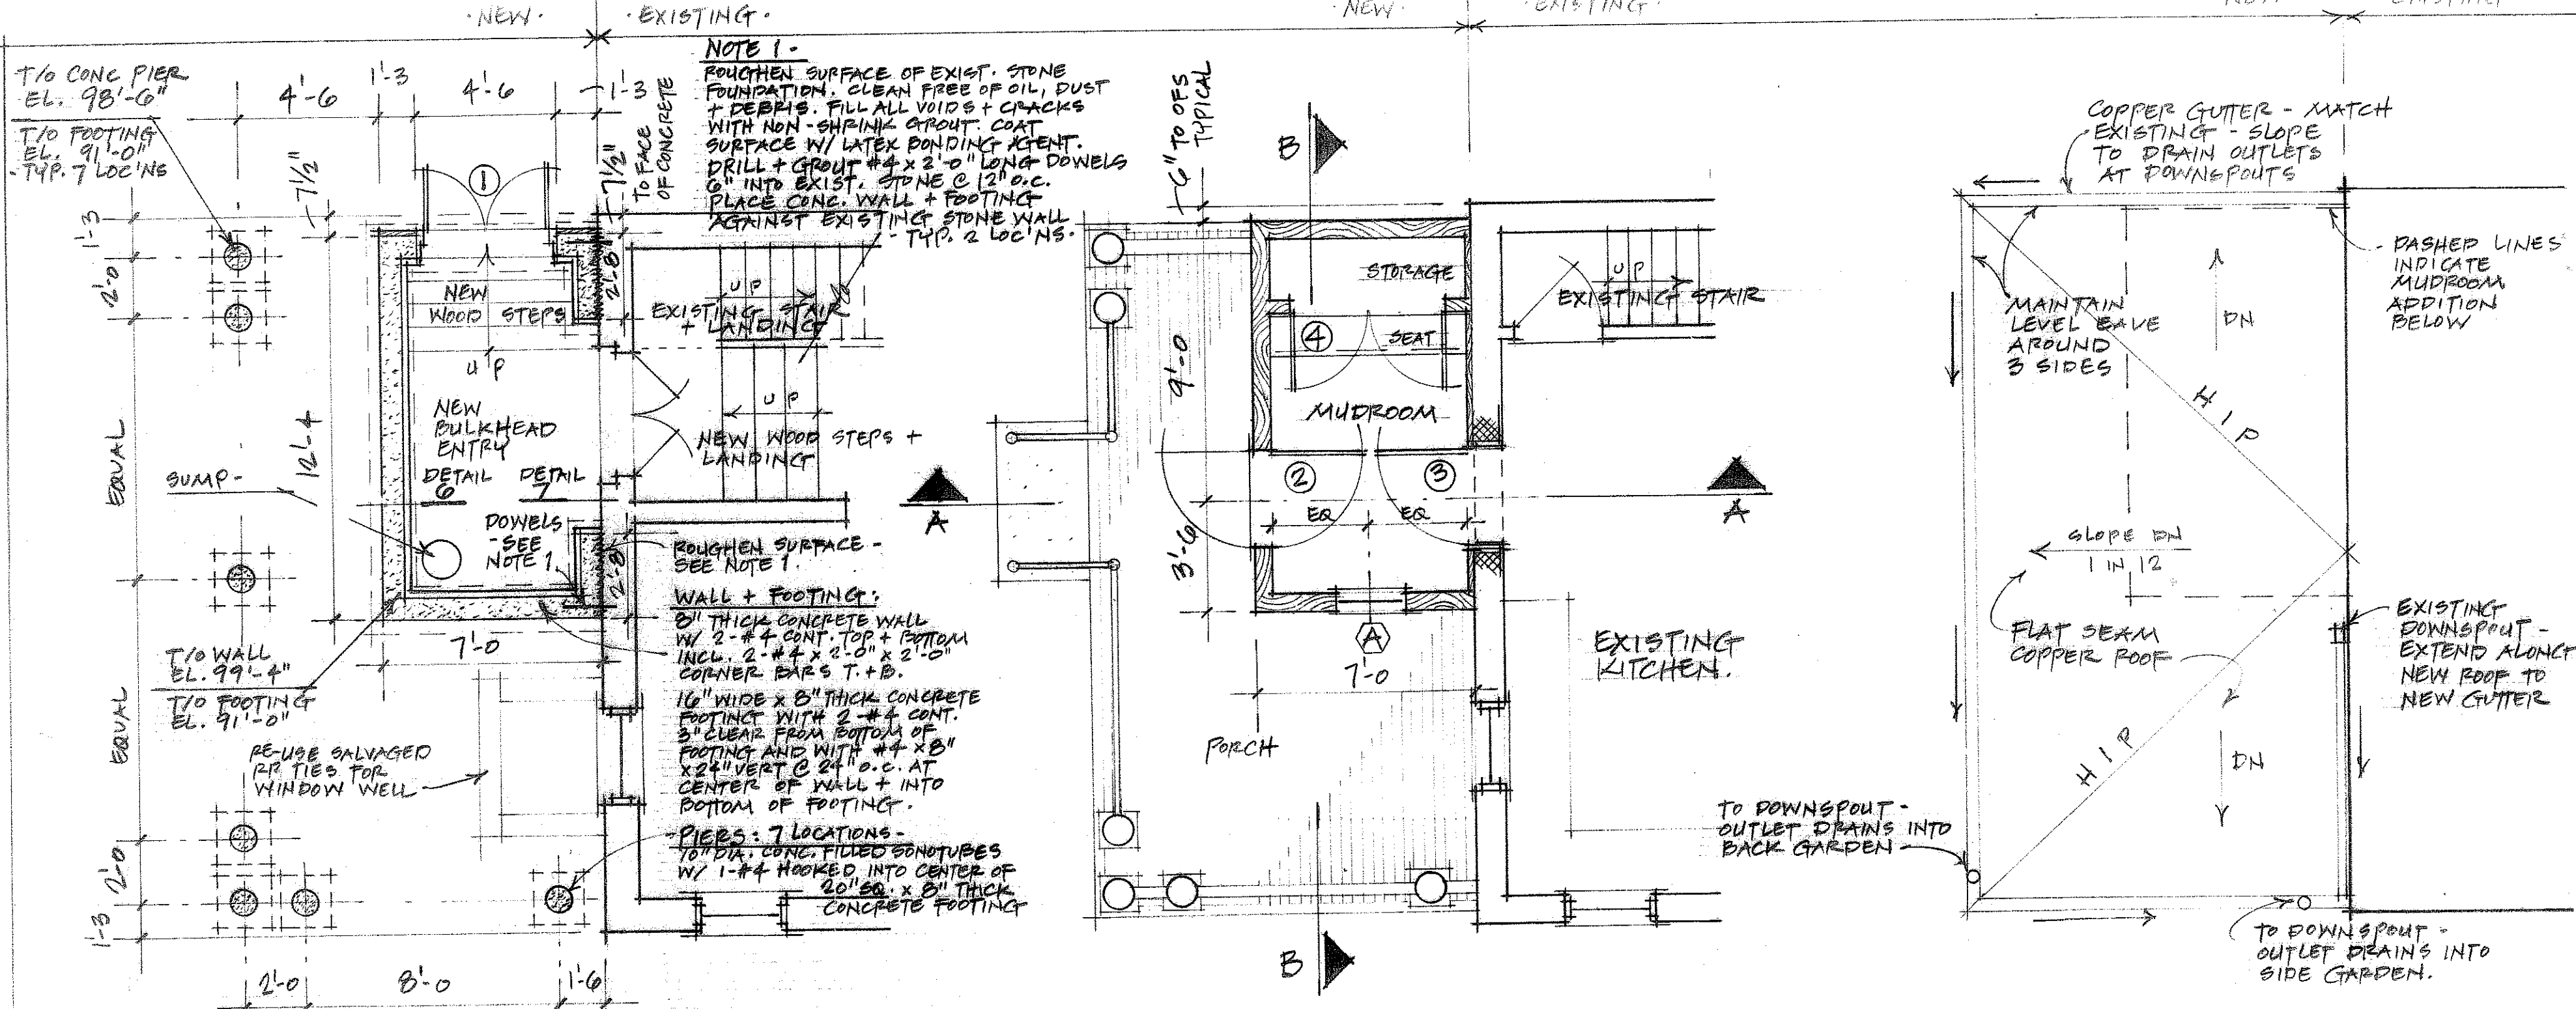 ·NEW·
·EXISTING·
T/O CONC PIER
EL. 98'-6"
T/O FOOTING
EL. 91'-0"
-TYP. 7 LOC'NS
4'-6
1'-3
4'-6
1'-3
TO FACE
OF CONCRETE
7½"
7½"
1'-3
2'-0
EQUAL
EQUAL
2'-0
1'-3
12'-4
1
NEW
WOOD STEPS
UP
NEW
BULKHEAD
ENTRY
DETAIL
6
DETAIL
7
SUMP-
DOWELS
-SEE
NOTE 1
2'-8"
2'-8"
7'-0
T/O WALL
EL. 99'-4"
T/O FOOTING
EL. 91'-0"
RE-USE SALVAGED
RR TIES FOR
WINDOW WELL
2'-0
8'-0
1'-6
NOTE 1-
ROUGHEN SURFACE OF EXIST. STONE
FOUNDATION. CLEAN FREE OF OIL, DUST
+ DEBRIS. FILL ALL VOIDS + CRACKS
WITH NON-SHRINK GROUT. COAT
SURFACE W/ LATEX BONDING AGENT.
DRILL + GROUT #4 x 2'-0" LONG DOWELS
6" INTO EXIST. STONE @ 12" O.C.
PLACE CONC. WALL + FOOTING
AGAINST EXISTING STONE WALL
- TYP. 2 LOC'NS.
UP
EXISTING STAIR
+ LANDING
UP
NEW WOOD STEPS +
LANDING
ROUGHEN SURFACE-
SEE NOTE 1.
WALL + FOOTING:
8" THICK CONCRETE WALL
W/ 2-#4 CONT. TOP + BOTTOM
INCL. 2-#4 x 2'-0" x 2'-0"
CORNER BARS T.+B.
16" WIDE x 8" THICK CONCRETE
FOOTING WITH 2-#4 CONT.
3" CLEAR FROM BOTTOM OF
FOOTING AND WITH #4 x 8"
x 24" VERT @ 24" O.C. AT
CENTER OF WALL + INTO
BOTTOM OF FOOTING.
PIERS: 7 LOCATIONS-
10" DIA. CONC. FILLED SONOTUBES
W/ 1-#4 HOOKED INTO CENTER OF
20" SQ. x 8" THICK
CONCRETE FOOTING
A
NEW·
EXISTING·
6" TO OFS
TYPICAL
B
STORAGE
4
SEAT
MUDROOM
2
3
EQ
EQ
9'-0
3'-6
A
7'-0
PORCH
UP
EXISTING STAIR
EXISTING
KITCHEN.
A
B
NEW
EXISTING
COPPER GUTTER - MATCH
EXISTING - SLOPE
TO DRAIN OUTLETS
AT DOWNSPOUTS
MAINTAIN
LEVEL EAVE
AROUND
3 SIDES
DN
HIP
- DASHED LINES
INDICATE
MUDROOM
ADDITION
BELOW
SLOPE DN
1 IN 12
FLAT SEAM
COPPER ROOF
HIP
DN
EXISTING
DOWNSPOUT -
EXTEND ALONG
NEW ROOF TO
NEW GUTTER
TO DOWNSPOUT -
OUTLET DRAINS INTO
BACK GARDEN
TO DOWNSPOUT -
OUTLET DRAINS INTO
SIDE GARDEN.